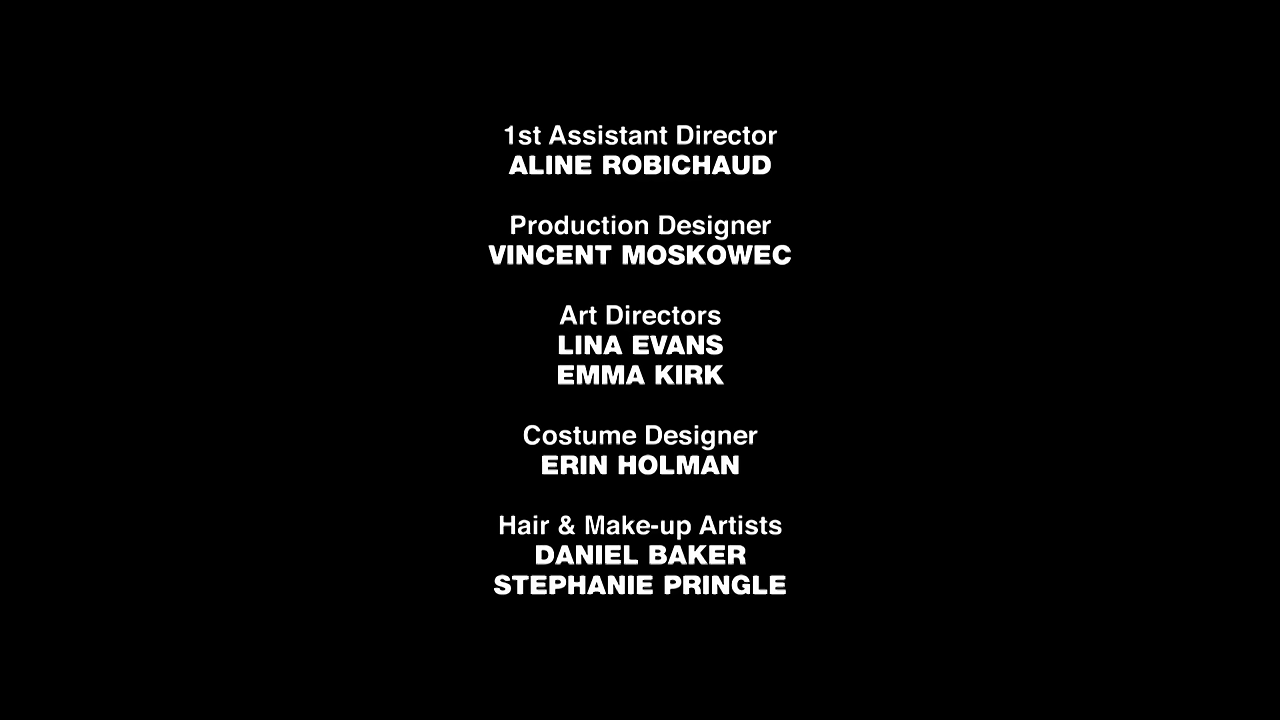 1st Assistant Director
ALINE ROBICHAUD
Production Designer
VINCENT MOSKOWEC
Art Directors
LINA EVANS
EMMA KIRK
Costume Designer
ERIN HOLMAN
Hair & Make-up Artists
DANIEL BAKER
STEPHANIE PRINGLE